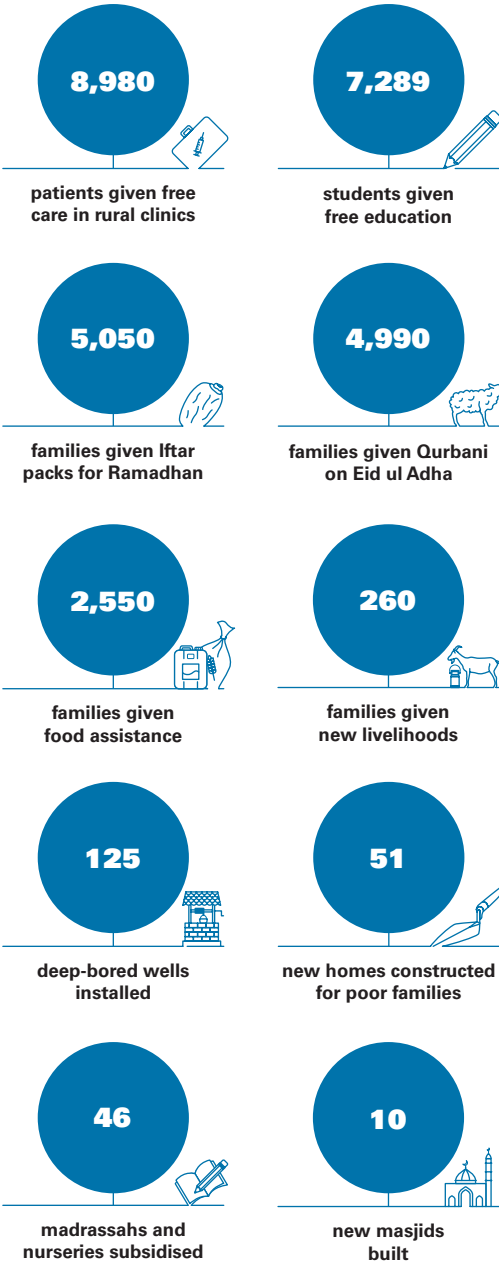 8,980
patients given free
care in rural clinics
7,289
students given
free education
5,050
families given Iftar
packs for Ramadhan
4,990
families given Qurbani
on Eid ul Adha
2,550
families given
food assistance
260
families given
new livelihoods
125
deep-bored wells
installed
51
new homes constructed
for poor families
46
madrassahs and
nurseries subsidised
10
new masjids
built